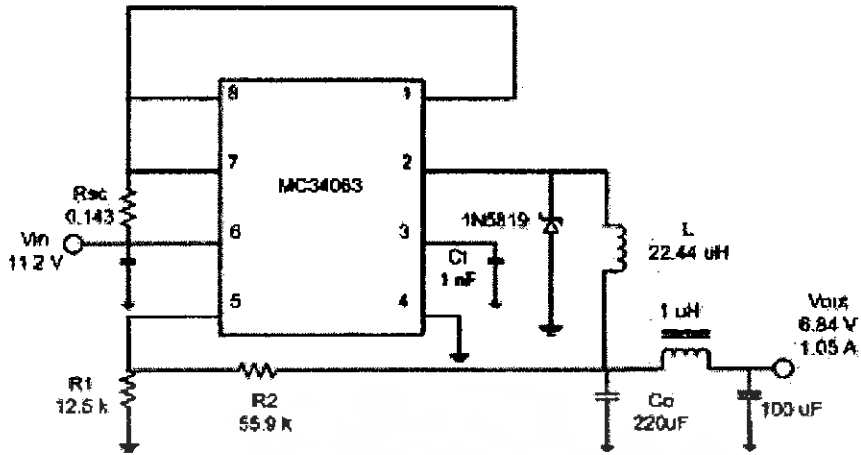 8
1
7
2
MC34063
Rsc
0.143
1N5819
Vin
11.2 V
6
3
L
22.44 uH
Ct
1 nF
5
4
1 uH
Vout
6.84 V
1.05 A
R1
12.5 k
R2
55.9 k
Co
220uF
100 uF